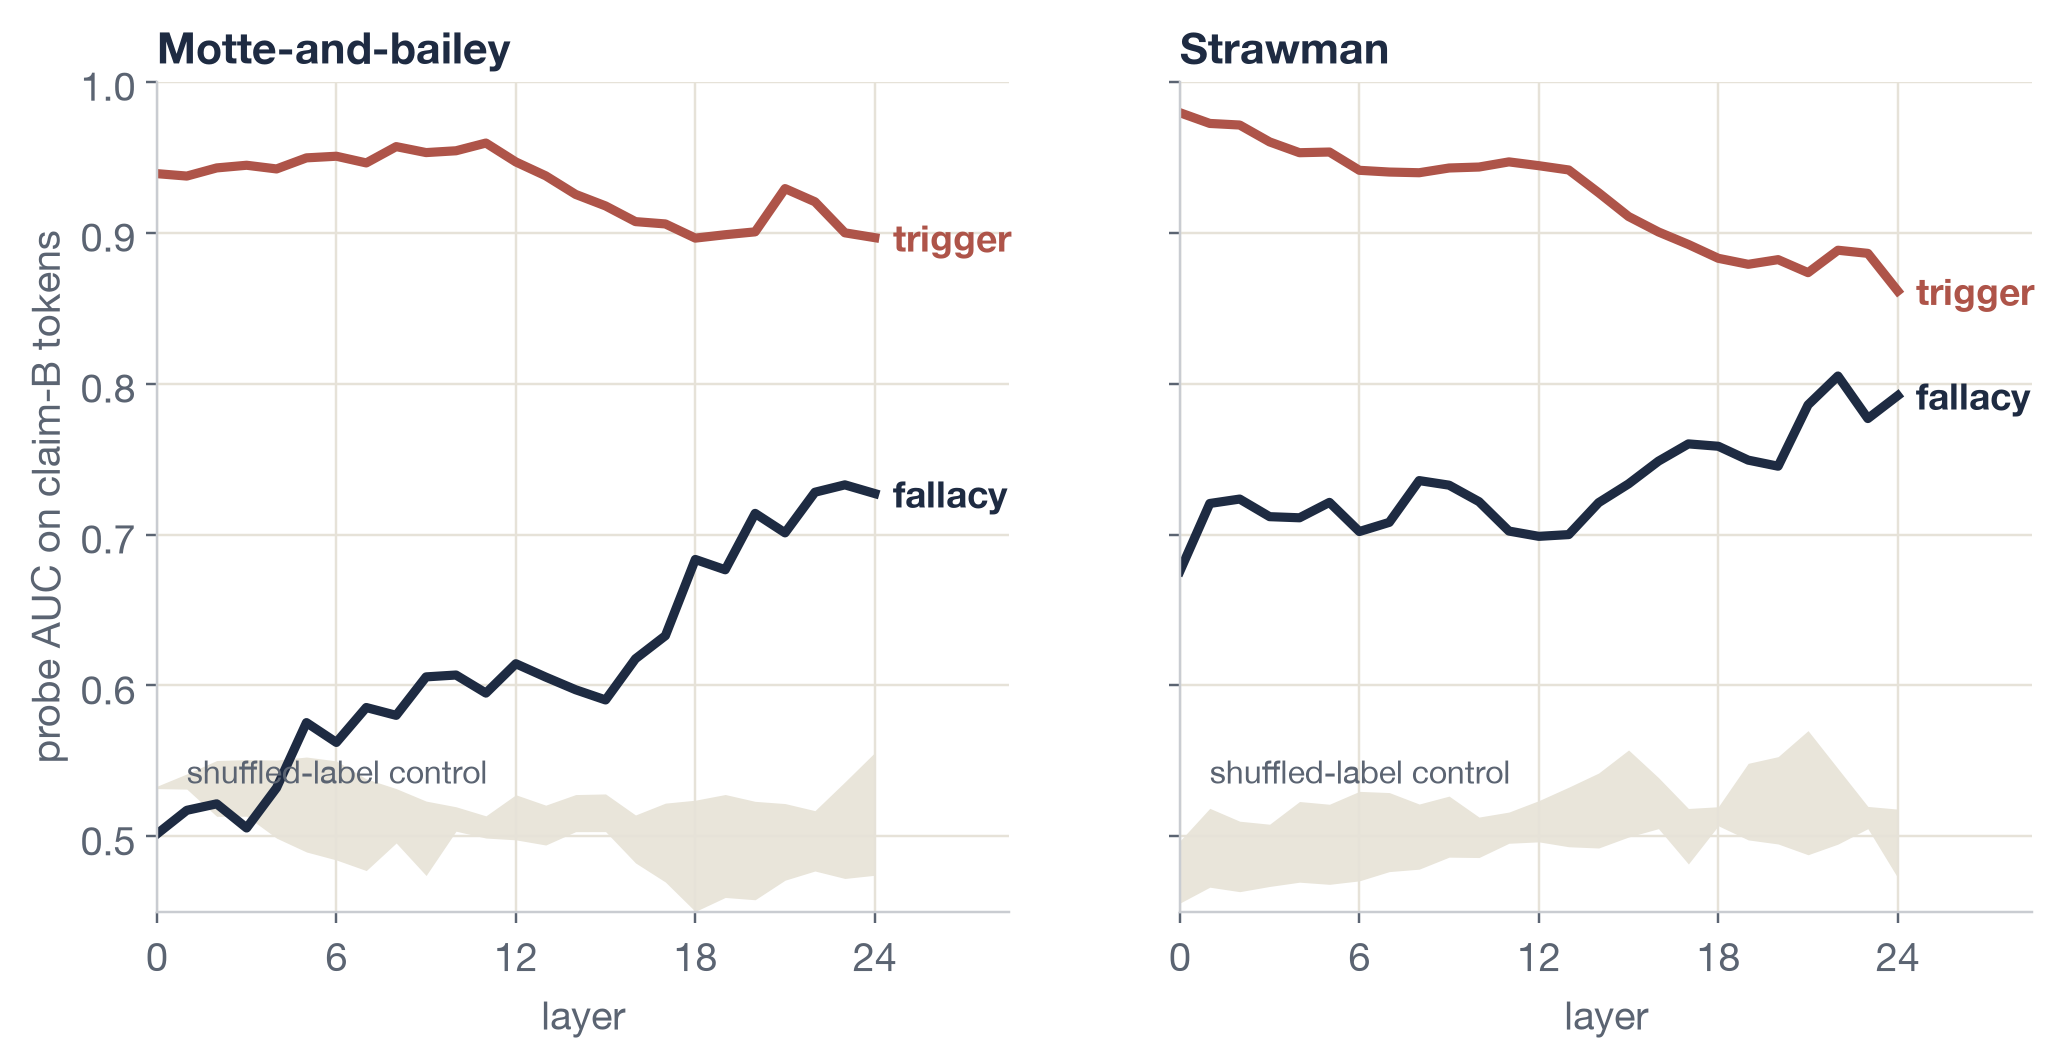 Motte-and-bailey
Strawman
probe AUC on claim-B tokens
1.0
0.9
0.8
0.7
0.6
0.5
trigger
fallacy
shuffled-label control
0 6 12 18 24
layer
trigger
fallacy
shuffled-label control
0 6 12 18 24
layer